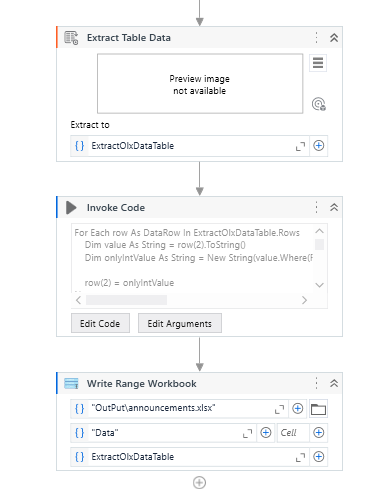 Extract Table Data
Preview image
not available
Extract to
ExtractOlxDataTable
Invoke Code
For Each row As DataRow In ExtractOlxDataTable.Rows
Dim value As String = row(2).ToString()
Dim onlyIntValue As String = New String(value.Where(
row(2) = onlyIntValue
Edit Code Edit Arguments
Write Range Workbook
"OutPut\announcements.xlsx"
"Data" Cell
ExtractOlxDataTable